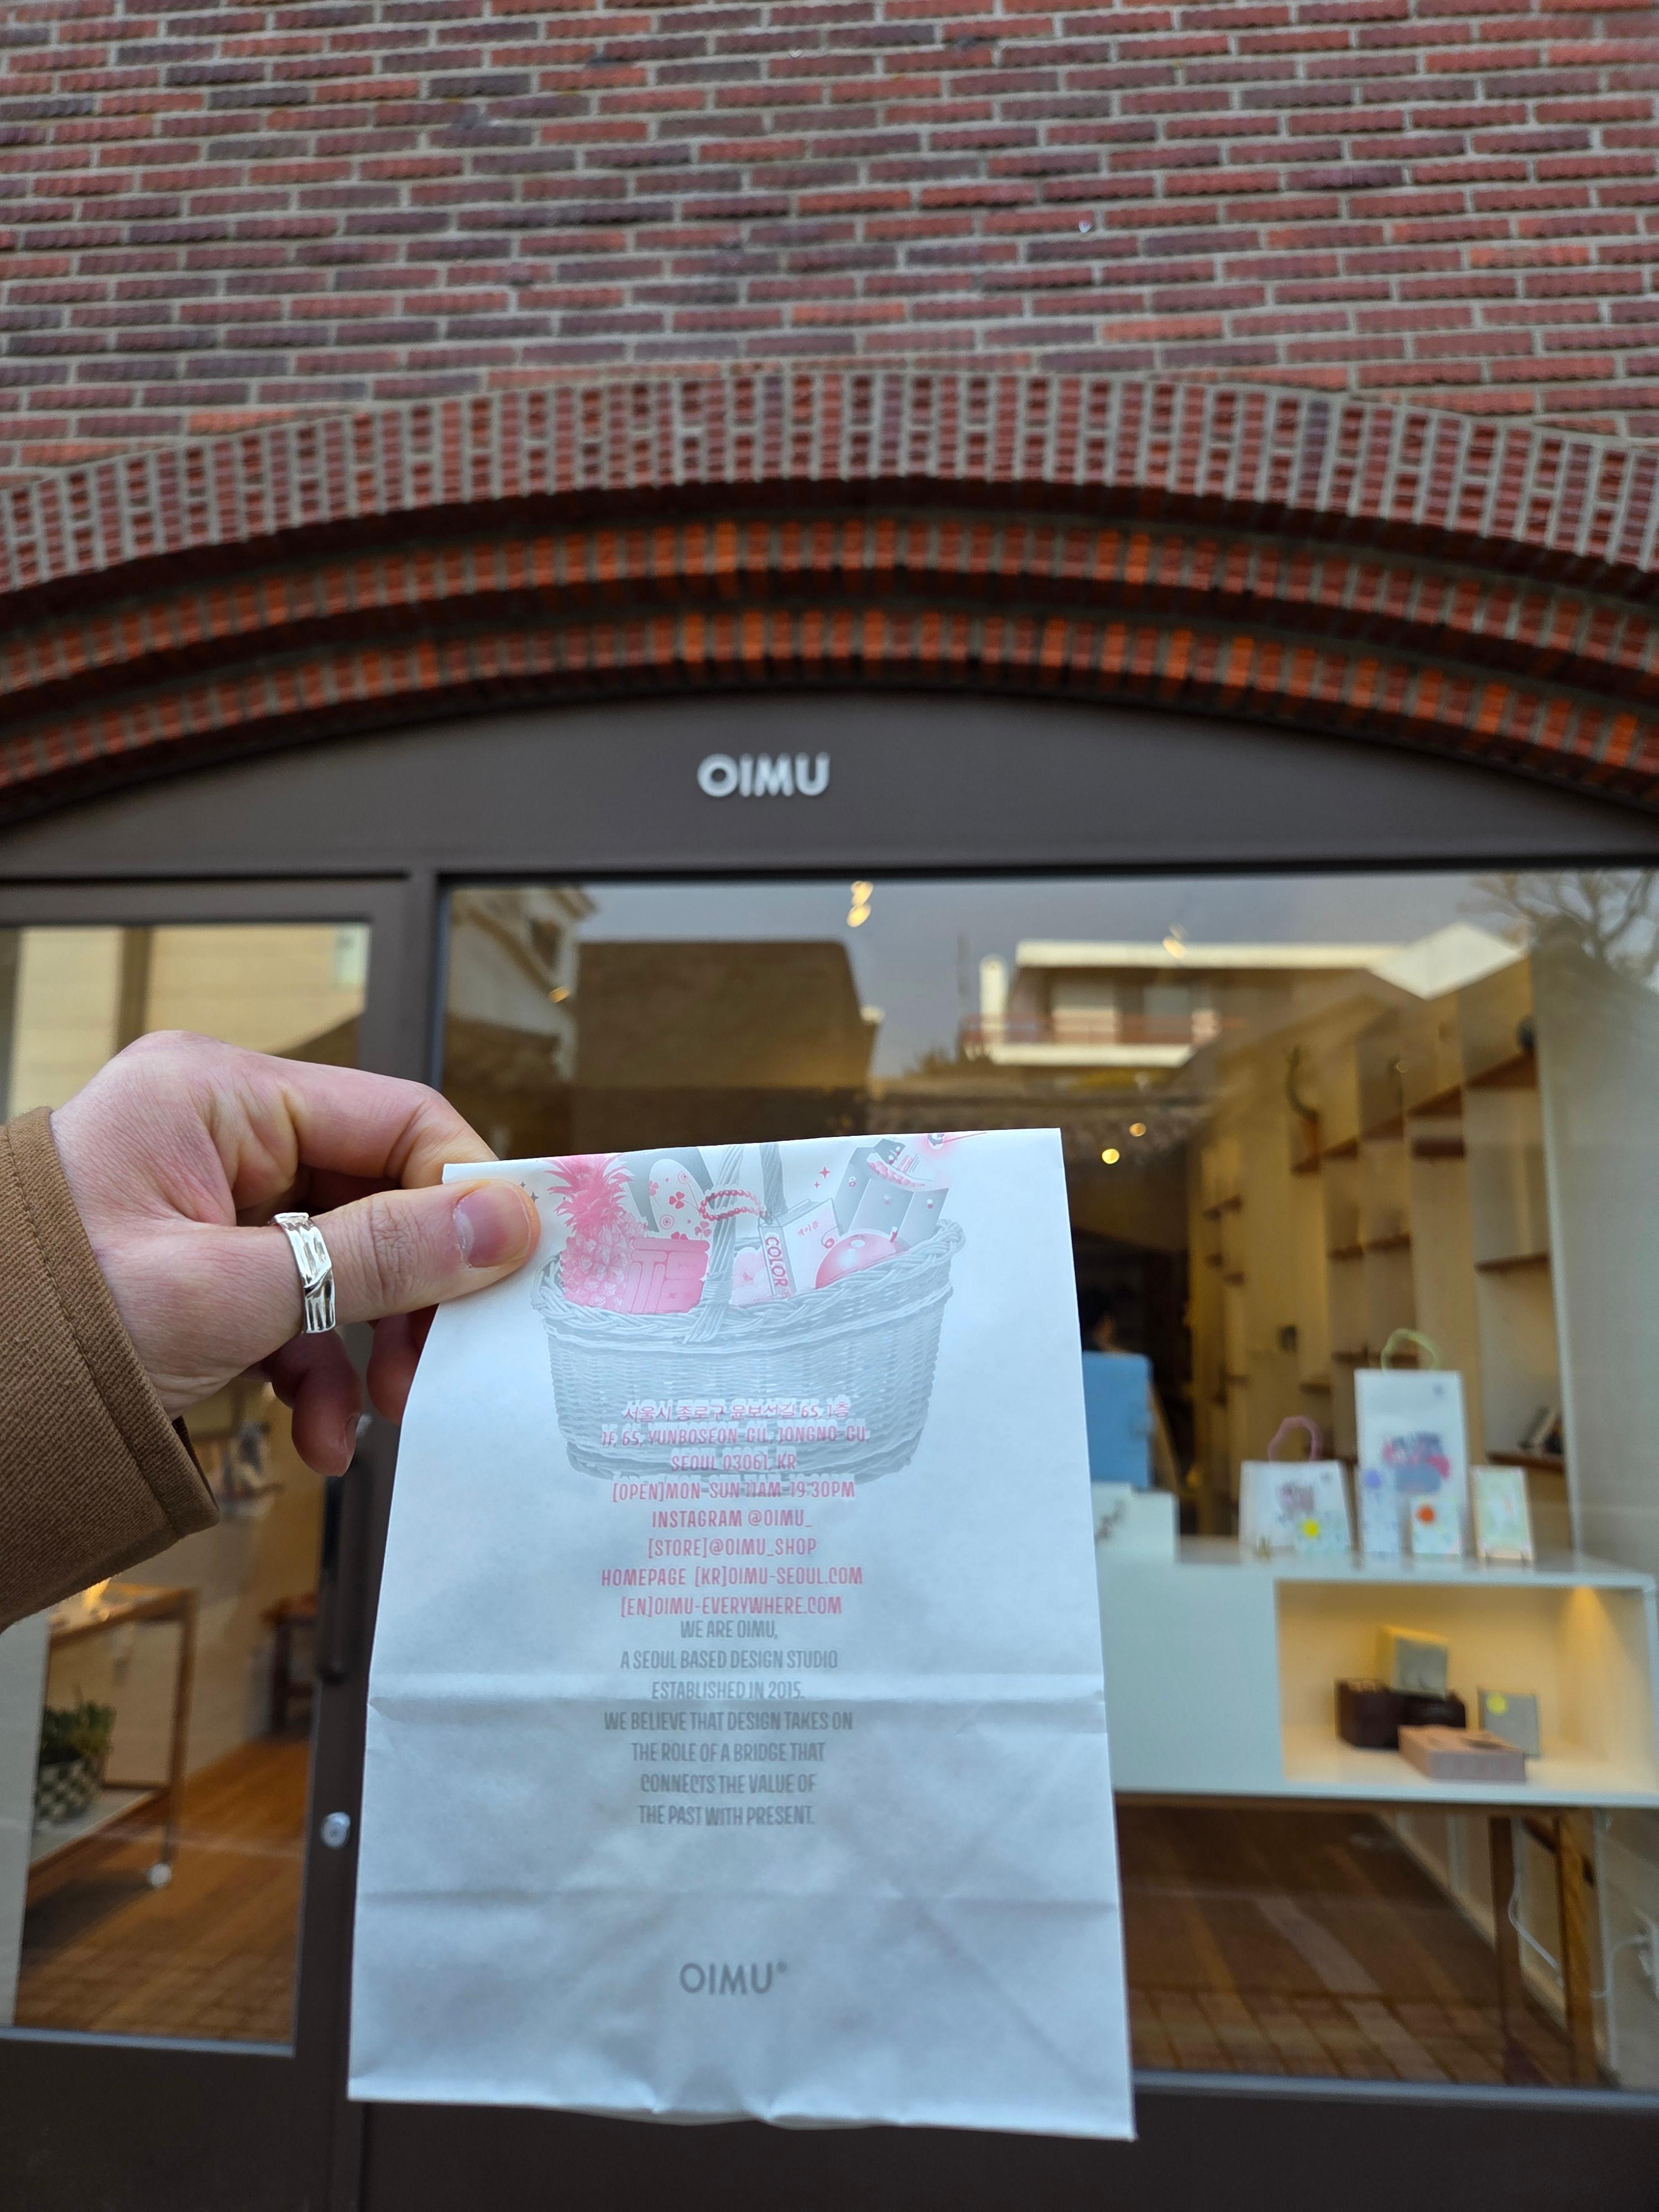 OIMU
COLOR
서울시 종로구 윤보선길 65, 1층
1F, 65, YUNBOSEON-GIL, JONGNO-GU,
SEOUL 03061, KR
[OPEN]MON-SUN 11AM-19:30PM
INSTAGRAM @OIMU_
[STORE]@OIMU_SHOP
HOMEPAGE [KR]OIMU-SEOUL.COM
[EN]OIMU-EVERYWHERE.COM
WE ARE OIMU,
A SEOUL BASED DESIGN STUDIO
ESTABLISHED IN 2015.
WE BELIEVE THAT DESIGN TAKES ON
THE ROLE OF A BRIDGE THAT
CONNECTS THE VALUE OF
THE PAST WITH PRESENT.
OIMU®